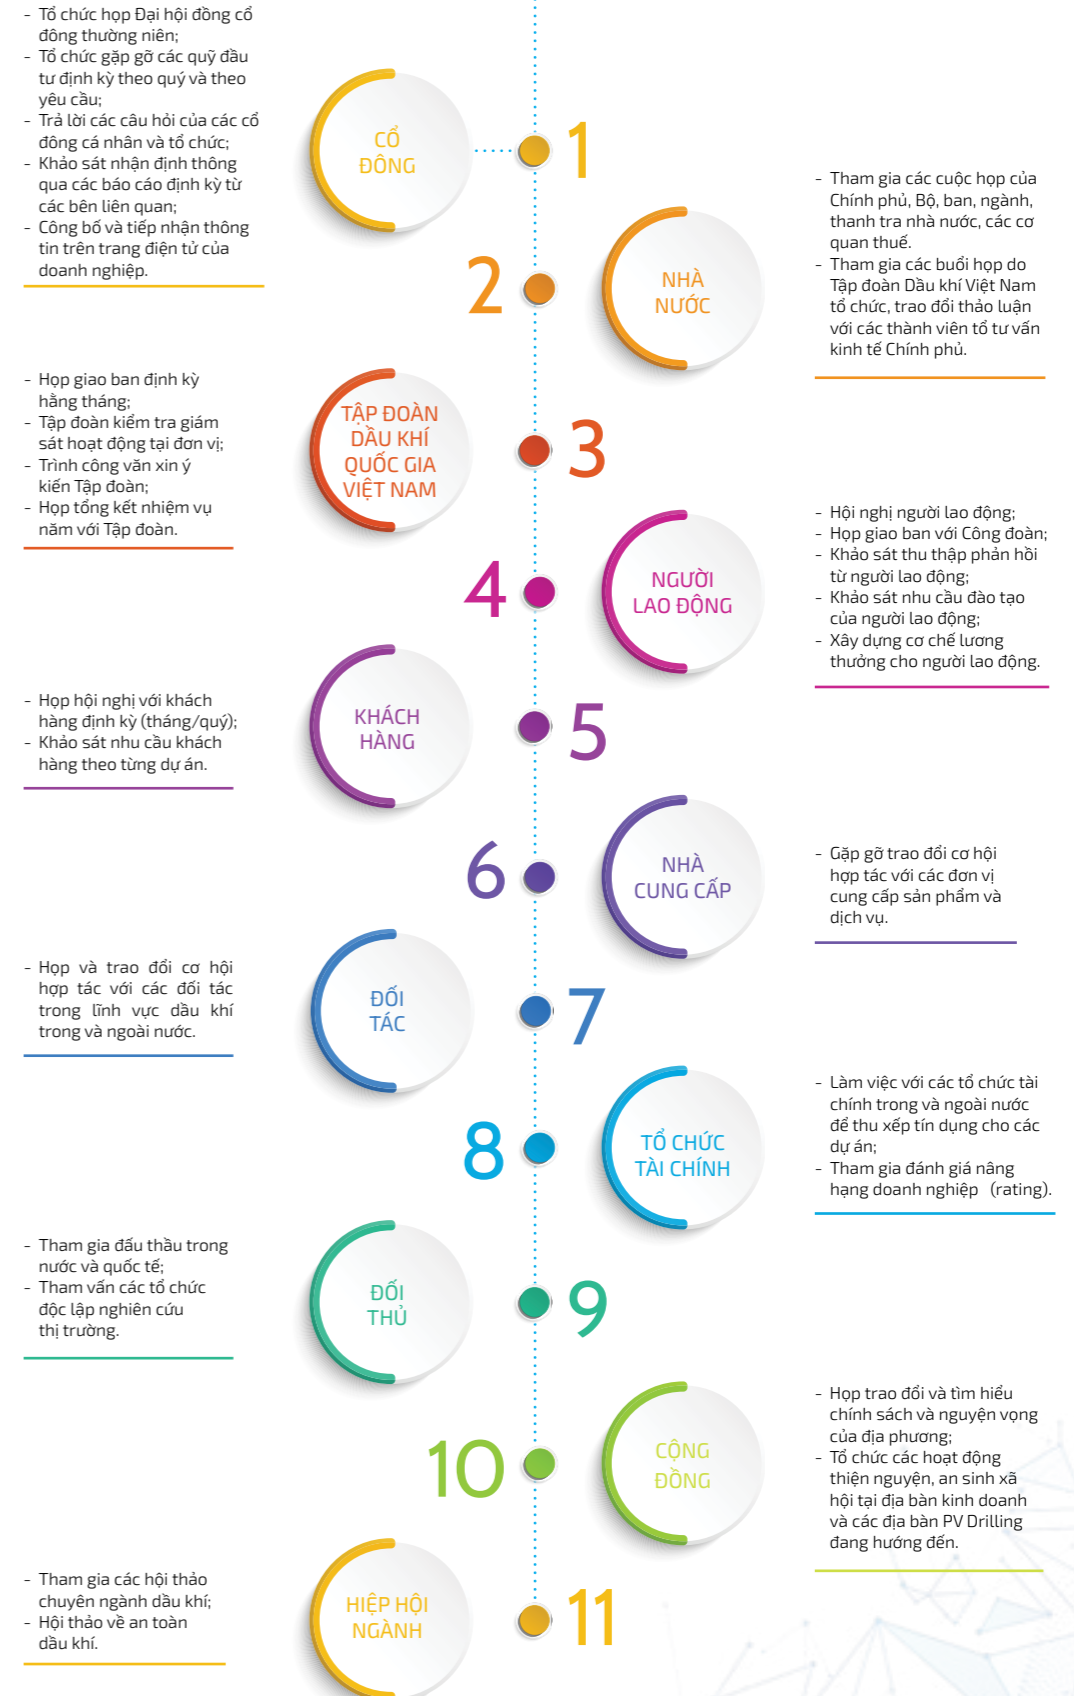 - Tổ chức họp Đại hội đồng cổ
đông thường niên;
- Tổ chức gặp gỡ các quỹ đầu
tư định kỳ theo quý và theo
yêu cầu;
- Trả lời các câu hỏi của các cổ
đông cá nhân và tổ chức;
- Khảo sát nhận định thông
qua các báo cáo định kỳ từ
các bên liên quan;
- Công bố và tiếp nhận thông
tin trên trang điện tử của
doanh nghiệp.
CỔ
ĐÔNG
1
2
NHÀ
NƯỚC
- Tham gia các cuộc họp của
Chính phủ, Bộ, ban, ngành,
thanh tra nhà nước, các cơ
quan thuế.
- Tham gia các buổi họp do
Tập đoàn Dầu khí Việt Nam
tổ chức, trao đổi thảo luận
với các thành viên tổ tư vấn
kinh tế Chính phủ.
- Họp giao ban định kỳ
hằng tháng;
- Tập đoàn kiểm tra giám
sát hoạt động tại đơn vị;
- Trình công văn xin ý
kiến Tập đoàn;
- Họp tổng kết nhiệm vụ
năm với Tập đoàn.
TẬP ĐOÀN
DẦU KHÍ
QUỐC GIA
VIỆT NAM
3
4
NGƯỜI
LAO ĐỘNG
- Hội nghị người lao động;
- Họp giao ban với Công đoàn;
- Khảo sát thu thập phản hồi
từ người lao động;
- Khảo sát nhu cầu đào tạo
của người lao động;
- Xây dựng cơ chế lương
thưởng cho người lao động.
- Họp hội nghị với khách
hàng định kỳ (tháng/quý);
- Khảo sát nhu cầu khách
hàng theo từng dự án.
KHÁCH
HÀNG
5
6
NHÀ
CUNG CẤP
- Gặp gỡ trao đổi cơ hội
hợp tác với các đơn vị
cung cấp sản phẩm và
dịch vụ.
- Họp và trao đổi cơ hội
hợp tác với các đối tác
trong lĩnh vực dầu khí
trong và ngoài nước.
ĐỐI
TÁC
7
8
TỔ CHỨC
TÀI CHÍNH
- Làm việc với các tổ chức tài
chính trong và ngoài nước
để thu xếp tín dụng cho các
dự án;
- Tham gia đánh giá nâng
hạng doanh nghiệp (rating).
- Tham gia đấu thầu trong
nước và quốc tế;
- Tham vấn các tổ chức
độc lập nghiên cứu
thị trường.
ĐỐI
THỦ
9
10
CỘNG
ĐỒNG
- Họp trao đổi và tìm hiểu
chính sách và nguyện vọng
của địa phương;
- Tổ chức các hoạt động
thiện nguyện, an sinh xã
hội tại địa bàn kinh doanh
và các địa bàn PV Drilling
đang hướng đến.
- Tham gia các hội thảo
chuyên ngành dầu khí;
- Hội thảo về an toàn
dầu khí.
HIỆP HỘI
NGÀNH
11